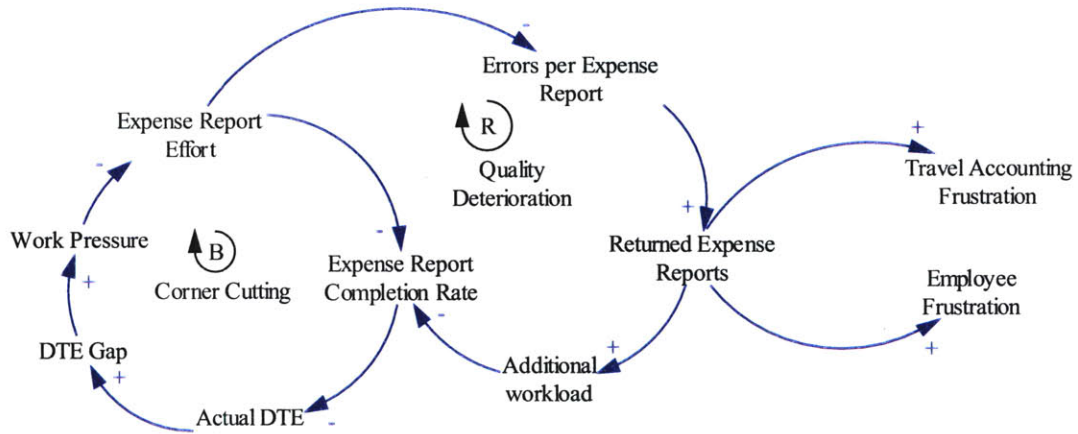 -
Errors per Expense
Report
Expense Report
Effort
-
R
+
Travel Accounting
Frustration
Quality
Deterioration
+
Work Pressure
B
-
Returned Expense
Reports
Corner Cutting
Expense Report
Completion Rate
+
Employee
Frustration
-
+
+
DTE Gap
Additional
workload
+
Actual DTE
-